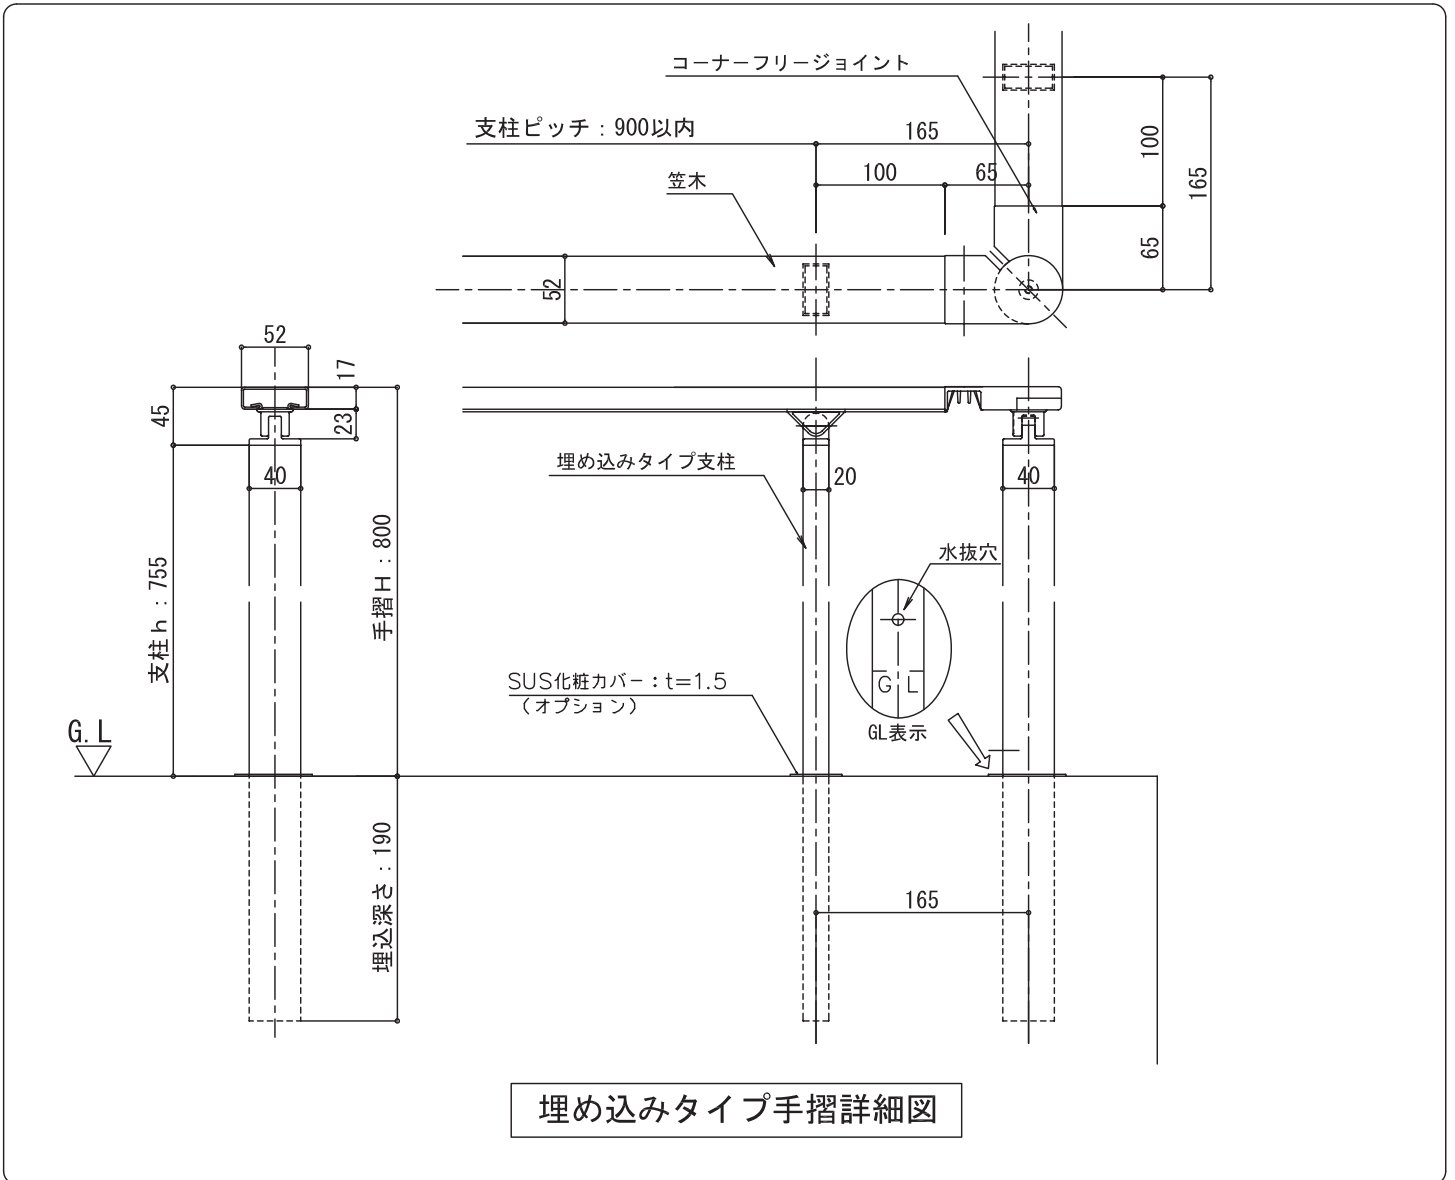 コーナーフリージョイント
支柱ピッチ：900以内
165
100
65
笠木
100
165
65
52
52
17
45
23
40
埋め込みタイプ支柱
20
40
支柱ｈ：755
手摺Ｈ：800
水抜穴
G L
GL表示
SUS化粧カバー：t=1.5
（オプション）
G.L
埋込深さ：190
165
埋め込みタイプ手摺詳細図